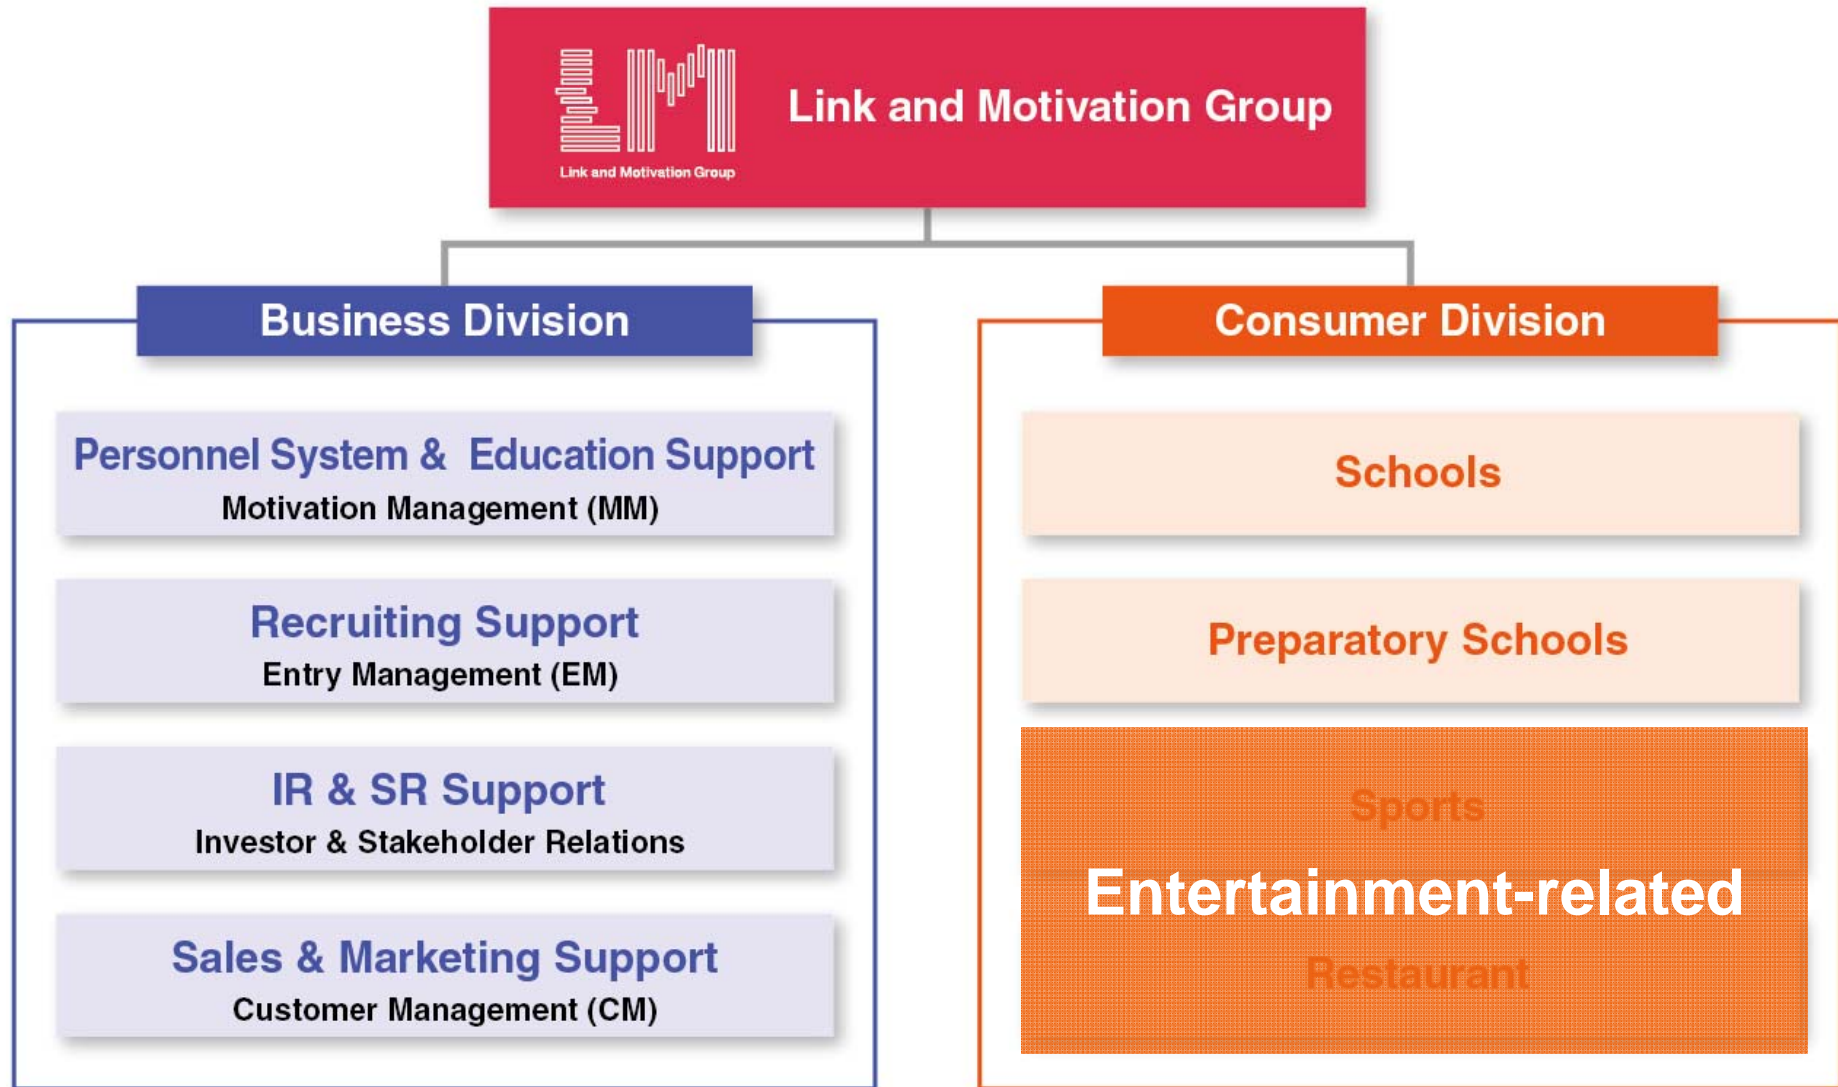 LM
Link and Motivation Group
Link and Motivation Group
Business Division
Personnel System & Education Support
Motivation Management (MM)
Recruiting Support
Entry Management (EM)
IR & SR Support
Investor & Stakeholder Relations
Sales & Marketing Support
Customer Management (CM)
Consumer Division
Schools
Preparatory Schools
Sports
Entertainment-related
Restaurant